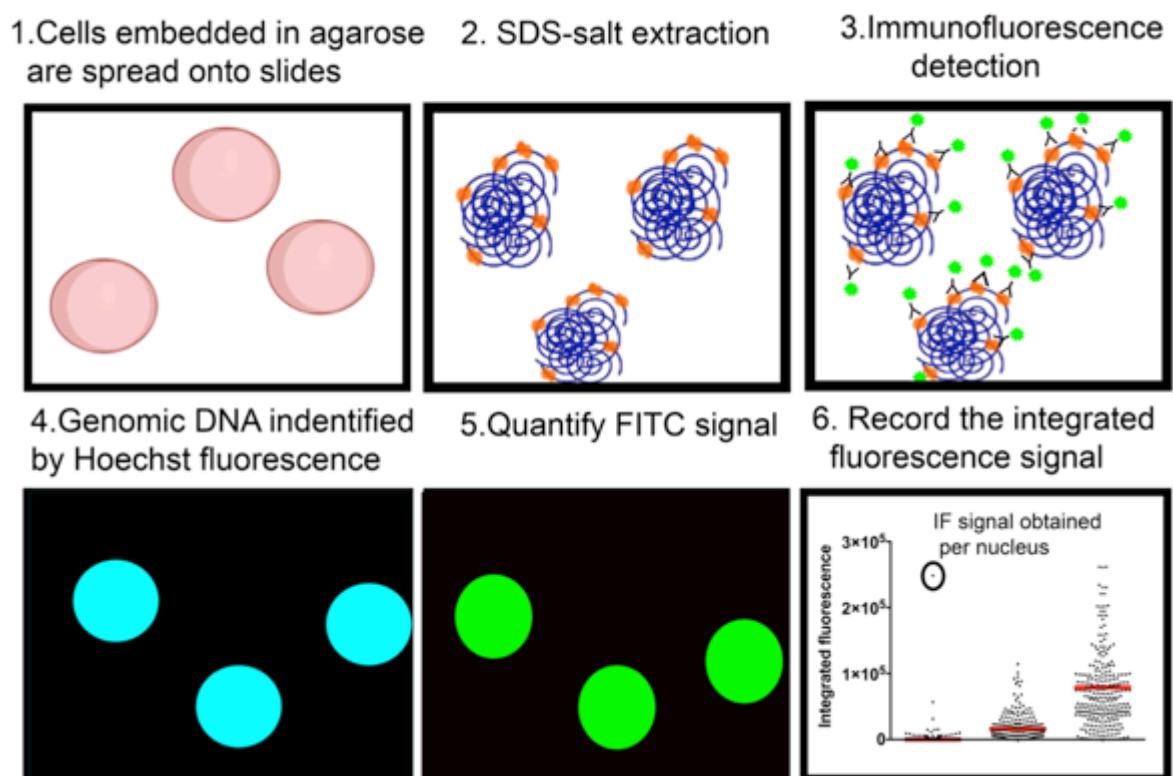 1.Cells embedded in agarose
are spread onto slides
2. SDS-salt extraction
3.Immunofluorescence
detection
4.Genomic DNA indentified
by Hoechst fluorescence
5.Quantify FITC signal
6. Record the integrated
fluorescence signal
IF signal obtained
per nucleus
Integrated fluorescence
3×10⁵
2×10⁵
1×10⁵
0